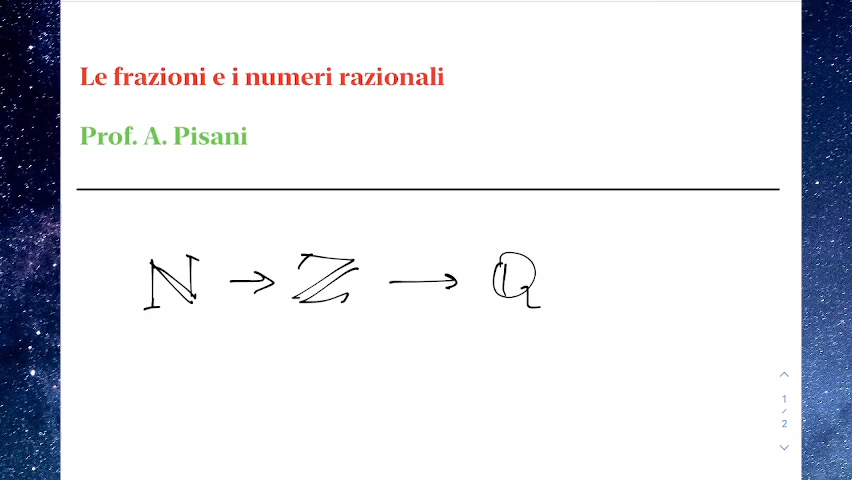 Le frazioni e i numeri razionali
Prof. A. Pisani
ℕ → ℤ → ℚ
1
/
2